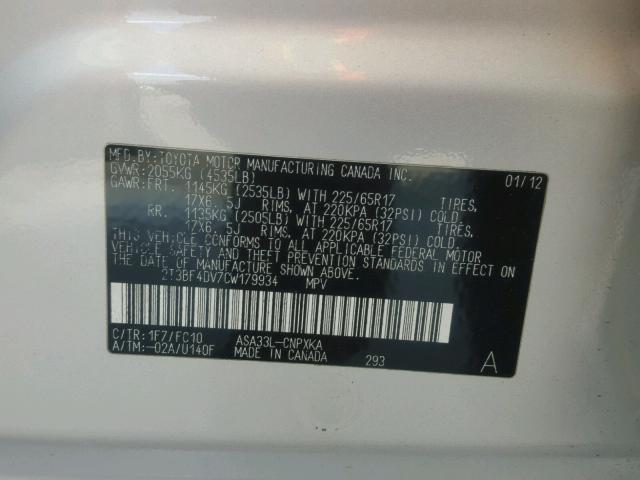 MFD.BY:TOYOTA MOTOR MANUFACTURING CANADA INC. 01/12
GVWR:2055KG (4535LB)
GAWR:FRT. 1145KG (2535LB) WITH 225/65R17 TIRES,
17X6.5J RIMS, AT 220KPA (32PSI) COLD.
RR. 1135KG (2505LB) WITH 225/65R17 TIRES,
17X6.5J RIMS, AT 220KPA (32PSI) COLD.
THIS VEHICLE CONFORMS TO ALL APPLICABLE FEDERAL MOTOR
VEHICLE SAFETY AND THEFT PREVENTION STANDARDS IN EFFECT ON
THE DATE OF MANUFACTURE SHOWN ABOVE.
2T3BF4DV7CW179934 MPV
C/TR:1F7/FC10 ASA33L-CNPXKA
A/TM:-02A/U140F MADE IN CANADA 293 A